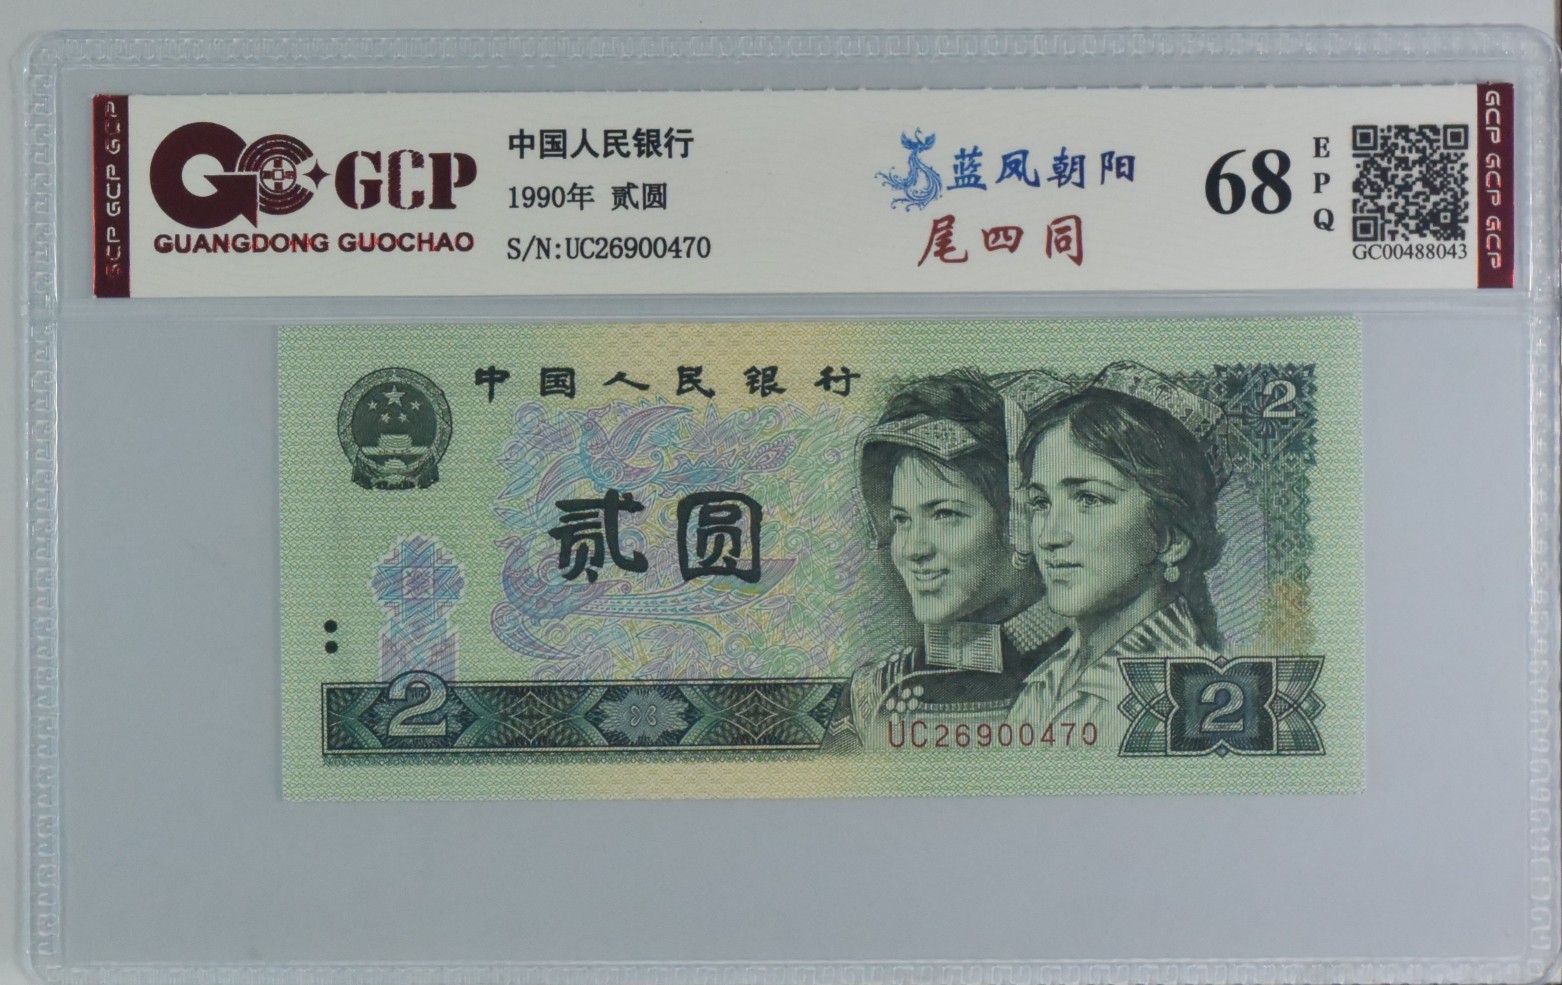 GCP GCP GCP
GCP
GUANGDONG GUOCHAO
中国人民银行
1990年 贰圆
S/N:UC26900470
蓝凤朝阳
尾四同
68
EPQ
GC00488043
GCP GCP GCP
中国人民银行
2
贰圆
2
UC26900470
2